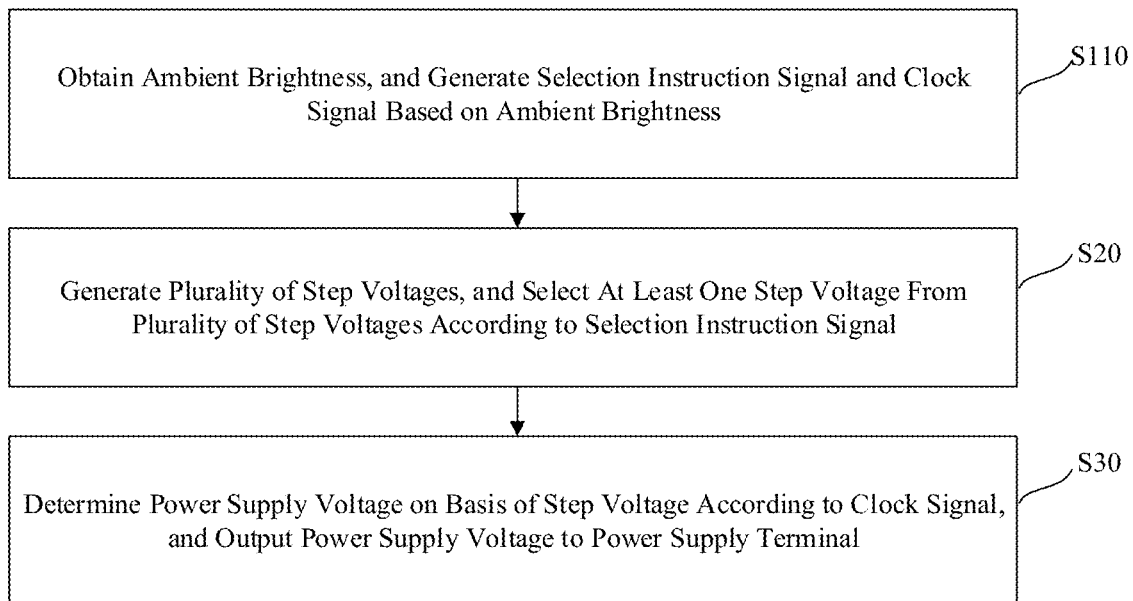 Obtain Ambient Brightness, and Generate Selection Instruction Signal and Clock
Signal Based on Ambient Brightness
S110
Generate Plurality of Step Voltages, and Select At Least One Step Voltage From
Plurality of Step Voltages According to Selection Instruction Signal
S20
Determine Power Supply Voltage on Basis of Step Voltage According to Clock Signal,
and Output Power Supply Voltage to Power Supply Terminal
S30